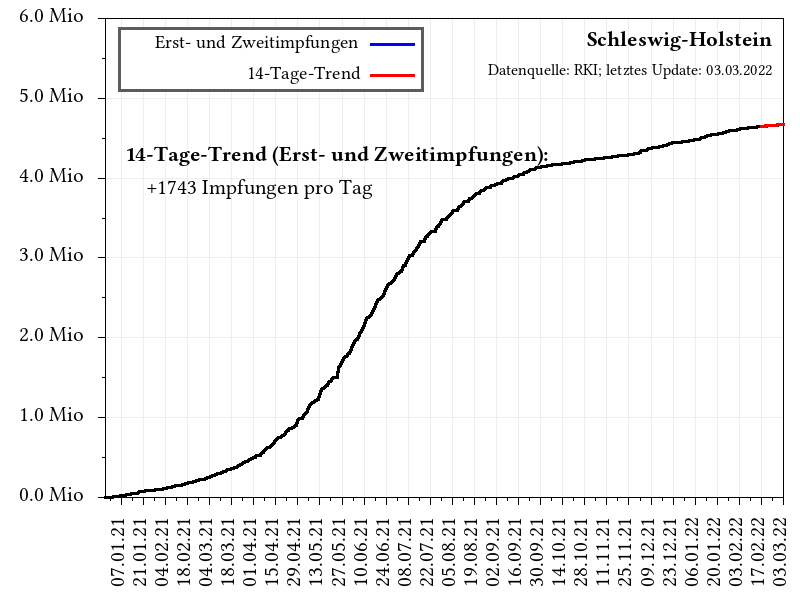 6.0 Mio
5.0 Mio
4.0 Mio
3.0 Mio
2.0 Mio
1.0 Mio
0.0 Mio
Erst- und Zweitimpfungen
14-Tage-Trend
Schleswig-Holstein
Datenquelle: RKI; letztes Update: 03.03.2022
14-Tage-Trend (Erst- und Zweitimpfungen):
+1743 Impfungen pro Tag
07.01.21
21.01.21
04.02.21
18.02.21
04.03.21
18.03.21
01.04.21
15.04.21
29.04.21
13.05.21
27.05.21
10.06.21
24.06.21
08.07.21
22.07.21
05.08.21
19.08.21
02.09.21
16.09.21
30.09.21
14.10.21
28.10.21
11.11.21
25.11.21
09.12.21
23.12.21
06.01.22
20.01.22
03.02.22
17.02.22
03.03.22